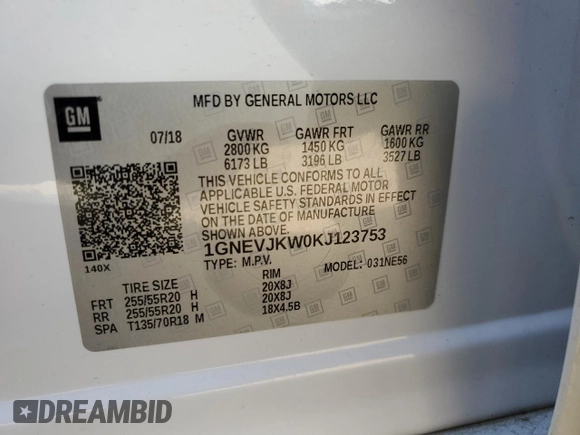 GM
MFD BY GENERAL MOTORS LLC
07/18 GVWR GAWR FRT GAWR RR
2800 KG 1450 KG 1600 KG
6173 LB 3196 LB 3527 LB
THIS VEHICLE CONFORMS TO ALL
APPLICABLE U.S. FEDERAL MOTOR
VEHICLE SAFETY STANDARDS IN EFFECT
ON THE DATE OF MANUFACTURE
SHOWN ABOVE.
1GNEVJKW0KJ123753
140X TYPE: M.P.V. MODEL: 031NE56
TIRE SIZE RIM
FRT 255/55R20 H 20X8J
RR 255/55R20 H 20X8J
SPA T135/70R18 M 18X4.5B
DREAMBID